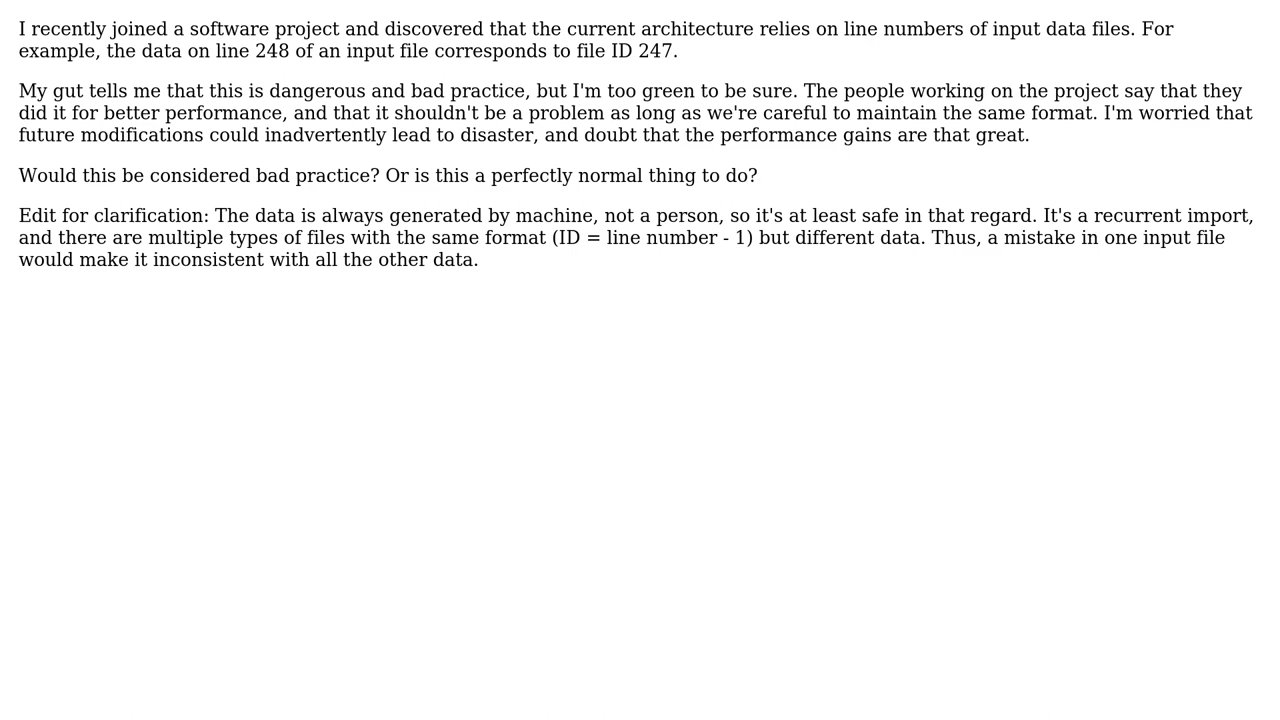 I recently joined a software project and discovered that the current architecture relies on line numbers of input data files. For
example, the data on line 248 of an input file corresponds to file ID 247.
My gut tells me that this is dangerous and bad practice, but I'm too green to be sure. The people working on the project say that they
did it for better performance, and that it shouldn't be a problem as long as we're careful to maintain the same format. I'm worried that
future modifications could inadvertently lead to disaster, and doubt that the performance gains are that great.
Would this be considered bad practice? Or is this a perfectly normal thing to do?
Edit for clarification: The data is always generated by machine, not a person, so it's at least safe in that regard. It's a recurrent import,
and there are multiple types of files with the same format (ID = line number - 1) but different data. Thus, a mistake in one input file
would make it inconsistent with all the other data.